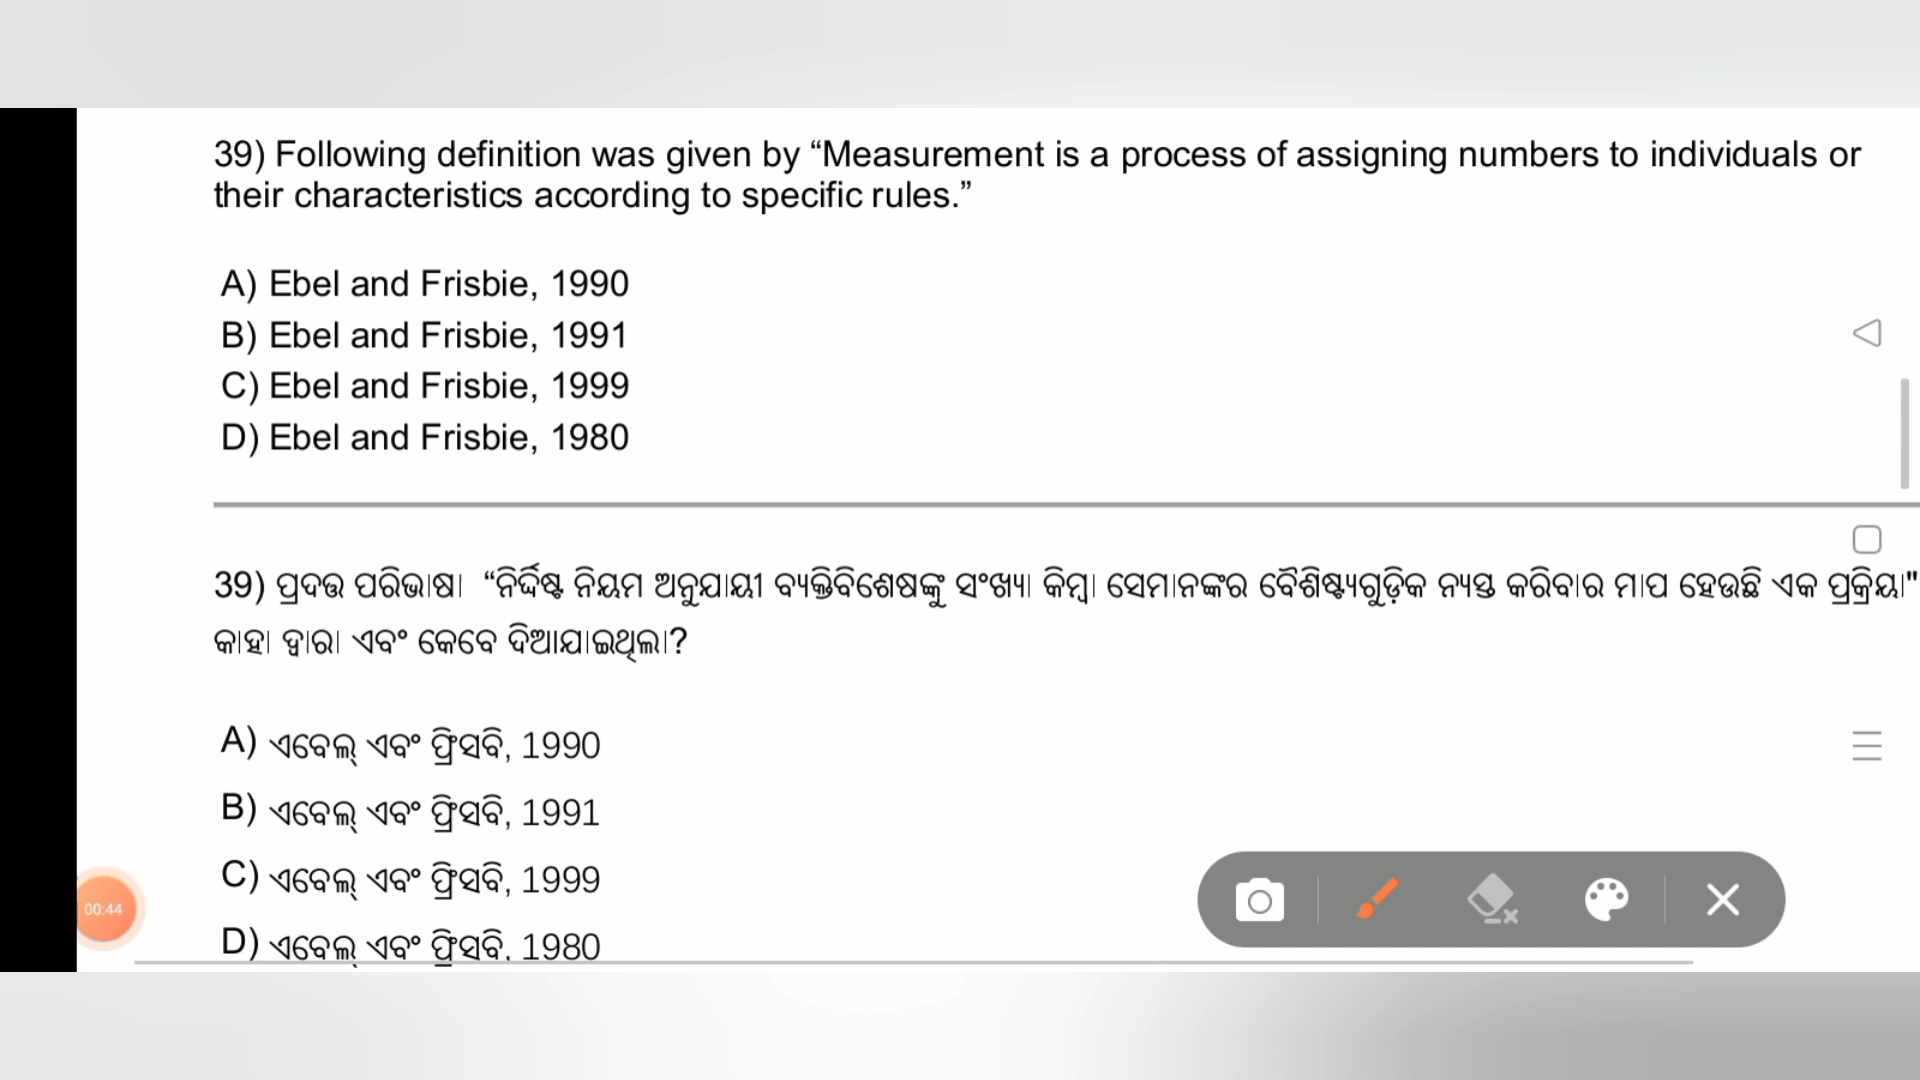 39) Following definition was given by “Measurement is a process of assigning numbers to individuals or
their characteristics according to specific rules.”
A) Ebel and Frisbie, 1990
B) Ebel and Frisbie, 1991
C) Ebel and Frisbie, 1999
D) Ebel and Frisbie, 1980
39) ପ୍ରଦତ୍ତ ପରିଭାଷା “ନିର୍ଦ୍ଦିଷ୍ଟ ନିୟମ ଅନୁଯାୟୀ ବ୍ୟକ୍ତିବିଶେଷଙ୍କୁ ସଂଖ୍ୟା କିମ୍ବା ସେମାନଙ୍କର ବୈଶିଷ୍ଟ୍ୟଗୁଡ଼ିକ ନ୍ୟସ୍ତ କରିବାର ମାପ ହେଉଛି ଏକ ପ୍ରକ୍ରିୟା"
କାହା ଦ୍ୱାରା ଏବଂ କେବେ ଦିଆଯାଇଥିଲା?
A) ଏବେଲ୍ ଏବଂ ଫ୍ରିସବି, 1990
B) ଏବେଲ୍ ଏବଂ ଫ୍ରିସବି, 1991
C) ଏବେଲ୍ ଏବଂ ଫ୍ରିସବି, 1999
D) ଏବେଲ୍ ଏବଂ ଫ୍ରିସବି, 1980
00:44